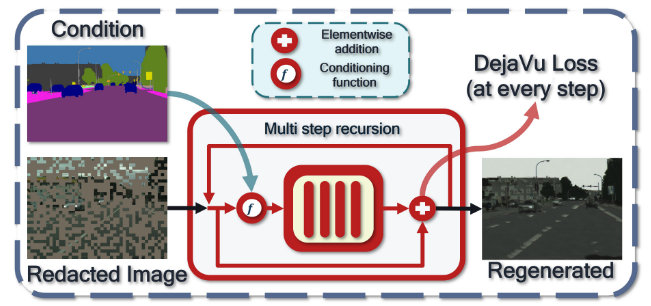 Condition
Elementwise
addition
f
Conditioning
function
DejaVu Loss
(at every step)
Multi step recursion
f
Redacted Image
Regenerated